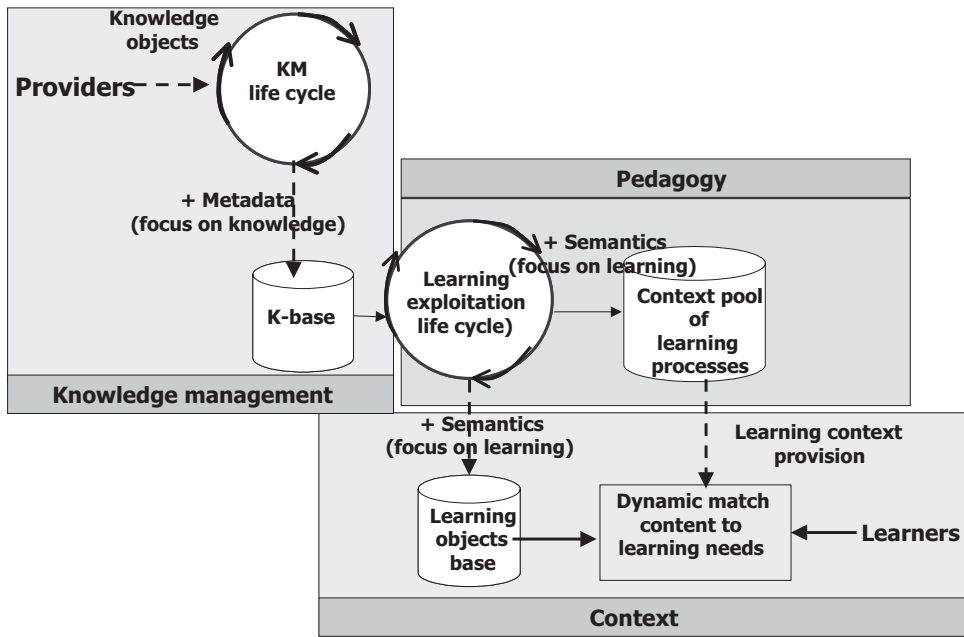 Knowledge
objects
Providers
KM
life cycle
+ Metadata
(focus on knowledge)
K-base
Knowledge management
Pedagogy
Learning
exploitation
life cycle)
+ Semantics
(focus on learning)
Context pool
of
learning
processes
+ Semantics
(focus on learning)
Learning context
provision
Learning
objects
base
Dynamic match
content to
learning needs
Learners
Context